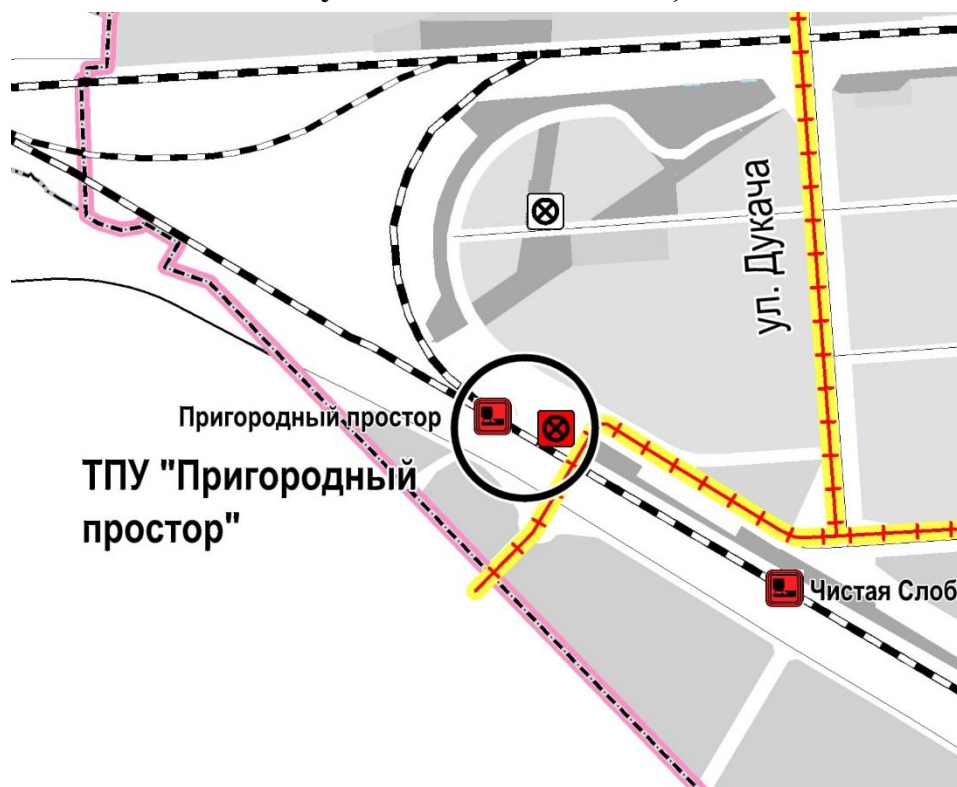 ул. Дукача
Пригородный простор
ТПУ "Пригородный
простор"
Чистая Слоб